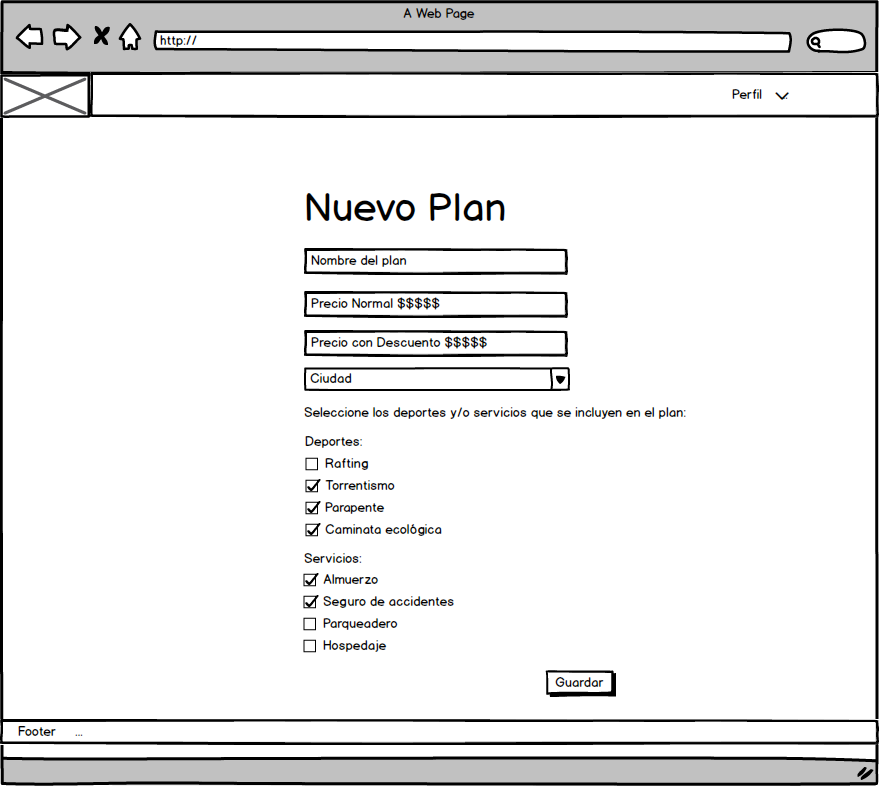 A Web Page
http://
Perfil
Nuevo Plan
Nombre del plan
Precio Normal $$$$$
Precio con Descuento $$$$$
Ciudad
Seleccione los deportes y/o servicios que se incluyen en el plan:
Deportes:
Rafting
Torrentismo
Parapente
Caminata ecológica
Servicios:
Almuerzo
Seguro de accidentes
Parqueadero
Hospedaje
Guardar
Footer ...